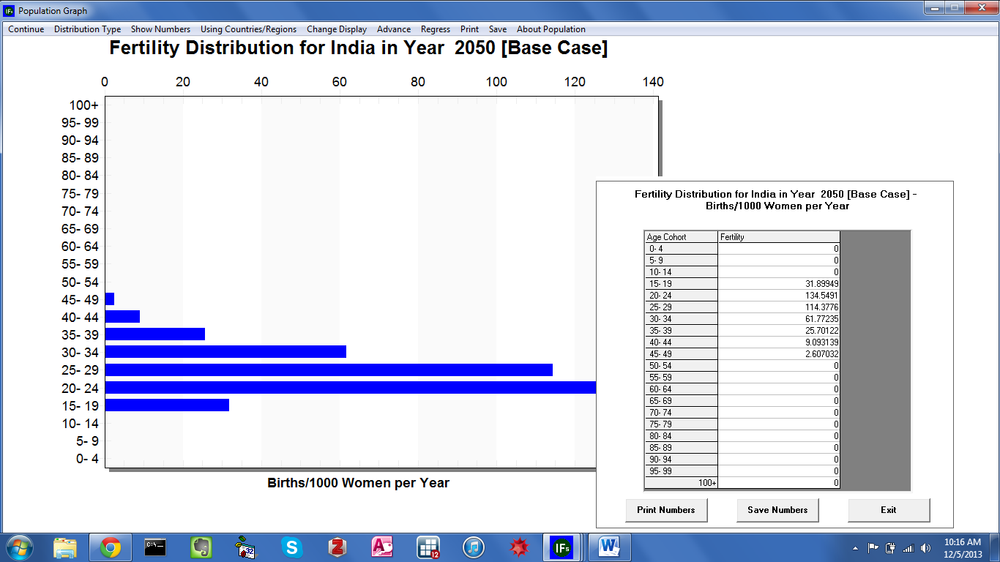 IFs Population Graph
Continue Distribution Type Show Numbers Using Countries/Regions Change Display Advance Regress Print Save About Population
Fertility Distribution for India in Year 2050 [Base Case]
0 20 40 60 80 100 120 140
100+
95- 99
90- 94
85- 89
80- 84
75- 79
70- 74
65- 69
60- 64
55- 59
50- 54
45- 49
40- 44
35- 39
30- 34
25- 29
20- 24
15- 19
10- 14
5- 9
0- 4
Births/1000 Women per Year
Fertility Distribution for India in Year 2050 [Base Case] -
Births/1000 Women per Year
Age Cohort Fertility
0- 4 0
5- 9 0
10- 14 0
15- 19 31.89949
20- 24 134.5491
25- 29 114.3776
30- 34 61.77235
35- 39 25.70122
40- 44 9.093139
45- 49 2.607032
50- 54 0
55- 59 0
60- 64 0
65- 69 0
70- 74 0
75- 79 0
80- 84 0
85- 89 0
90- 94 0
95- 99 0
100+ 0
Print Numbers Save Numbers Exit
C:\ 32 S Z A 12 IFs W 10:16 AM
12/5/2013